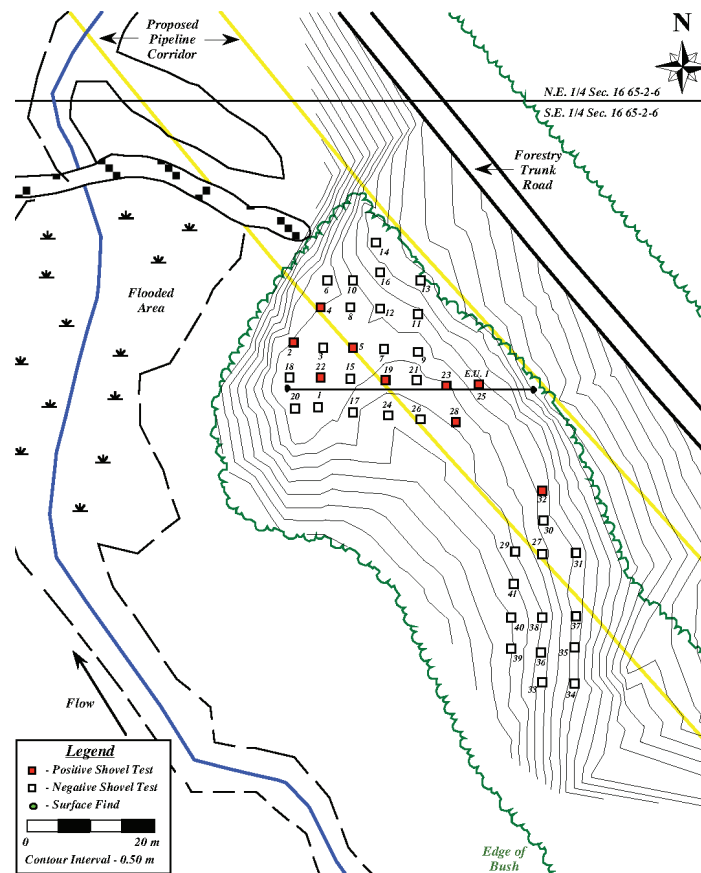 Proposed
Pipeline
Corridor
N
N.E. 1/4 Sec. 16 65-2-6
S.E. 1/4 Sec. 16 65-2-6
Forestry
Trunk
Road
Flooded
Area
14
16
13
6
10
4
8
12
11
2
3
5
7
9
18
22
15
19
21
23
E.U. 1
25
20
1
17
24
26
28
32
30
29
27
31
41
40
38
37
39
36
35
33
34
Flow
Legend
- Positive Shovel Test
- Negative Shovel Test
- Surface Find
0 20 m
Contour Interval - 0.50 m
Edge of
Bush